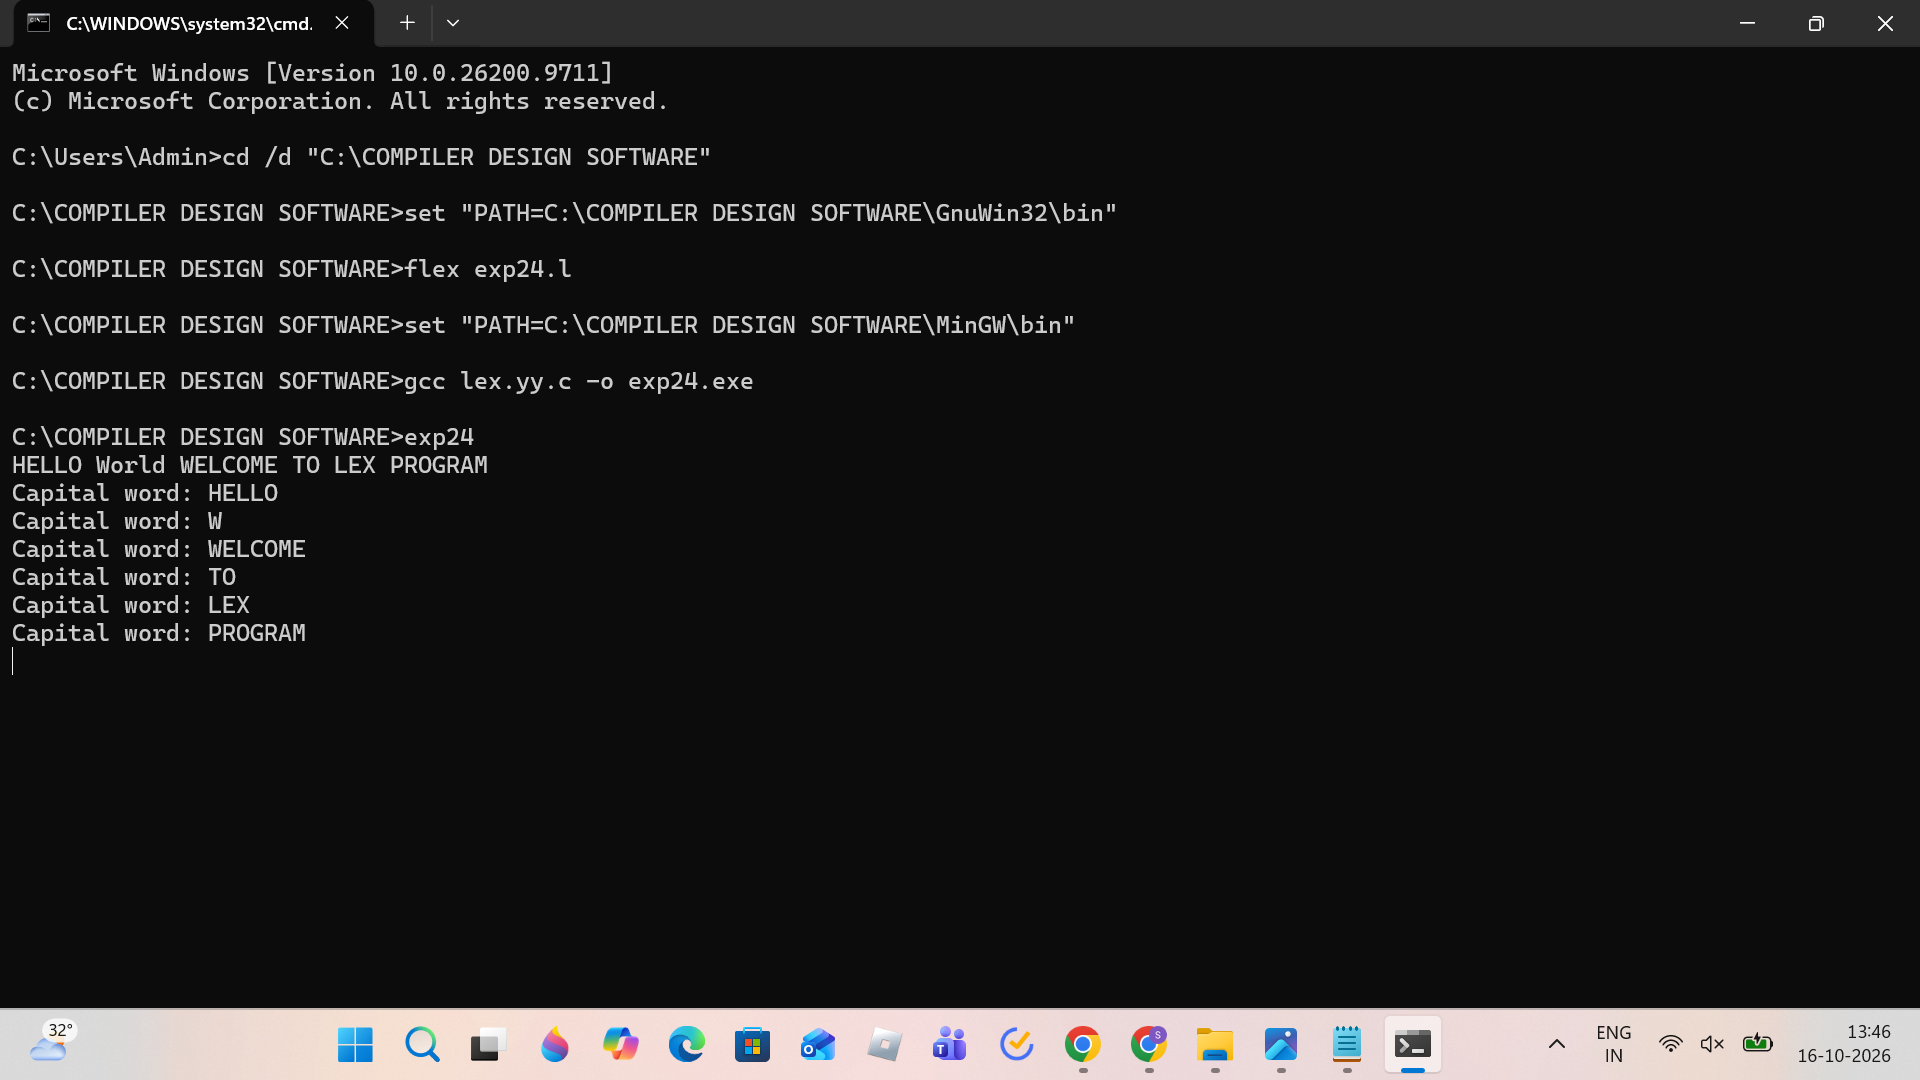 C:\WINDOWS\system32\cmd.
Microsoft Windows [Version 10.0.26200.9711]
(c) Microsoft Corporation. All rights reserved.
C:\Users\Admin>cd /d "C:\COMPILER DESIGN SOFTWARE"
C:\COMPILER DESIGN SOFTWARE>set "PATH=C:\COMPILER DESIGN SOFTWARE\GnuWin32\bin"
C:\COMPILER DESIGN SOFTWARE>flex exp24.l
C:\COMPILER DESIGN SOFTWARE>set "PATH=C:\COMPILER DESIGN SOFTWARE\MinGW\bin"
C:\COMPILER DESIGN SOFTWARE>gcc lex.yy.c -o exp24.exe
C:\COMPILER DESIGN SOFTWARE>exp24
HELLO World WELCOME TO LEX PROGRAM
Capital word: HELLO
Capital word: W
Capital word: WELCOME
Capital word: TO
Capital word: LEX
Capital word: PROGRAM
32°
ENG
IN
13:46
16-10-2026